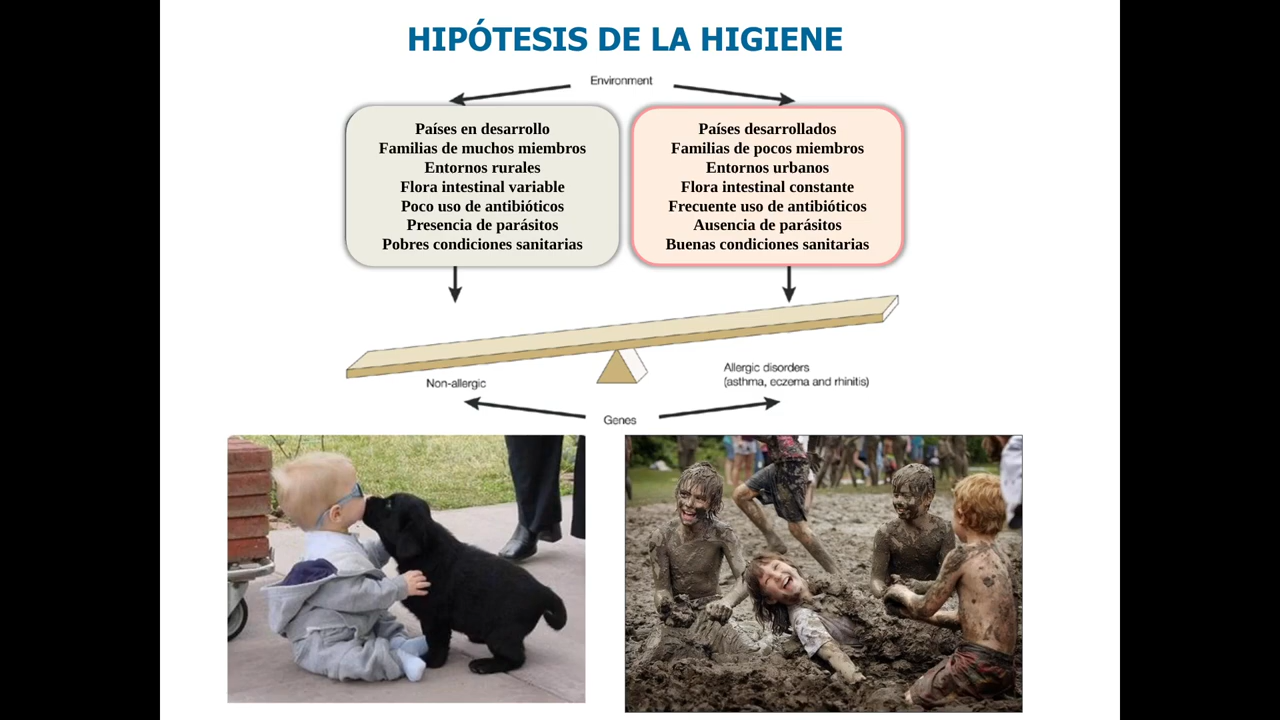 HIPÓTESIS DE LA HIGIENE
Environment
Países en desarrollo
Familias de muchos miembros
Entornos rurales
Flora intestinal variable
Poco uso de antibióticos
Presencia de parásitos
Pobres condiciones sanitarias
Países desarrollados
Familias de pocos miembros
Entornos urbanos
Flora intestinal constante
Frecuente uso de antibióticos
Ausencia de parásitos
Buenas condiciones sanitarias
Non-allergic
Allergic disorders
(asthma, eczema and rhinitis)
Genes